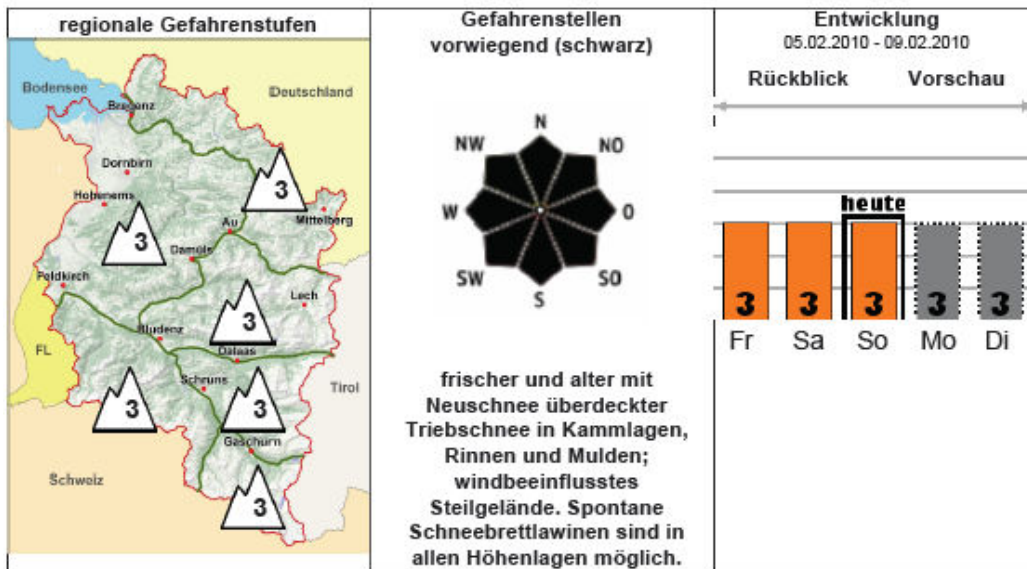 regionale Gefahrenstufen
Bodensee
Deutschland
Bregenz
Dornbirn
3
Hohenems
Mittelberg
3
Au
Damüls
Feldkirch
Lech
3
Bludenz
FL
Dalaas
Schruns
Tirol
3
3
Gaschurn
Schweiz
3
Gefahrenstellen
vorwiegend (schwarz)
N
NW
NO
W
O
SW
SO
S
frischer und alter mit
Neuschnee überdeckter
Triebschnee in Kammlagen,
Rinnen und Mulden;
windbeeinflusstes
Steilgelände. Spontane
Schneebrettlawinen sind in
allen Höhenlagen möglich.
Entwicklung
05.02.2010 - 09.02.2010
Rückblick Vorschau
heute
3 3 3 3 3
Fr Sa So Mo Di